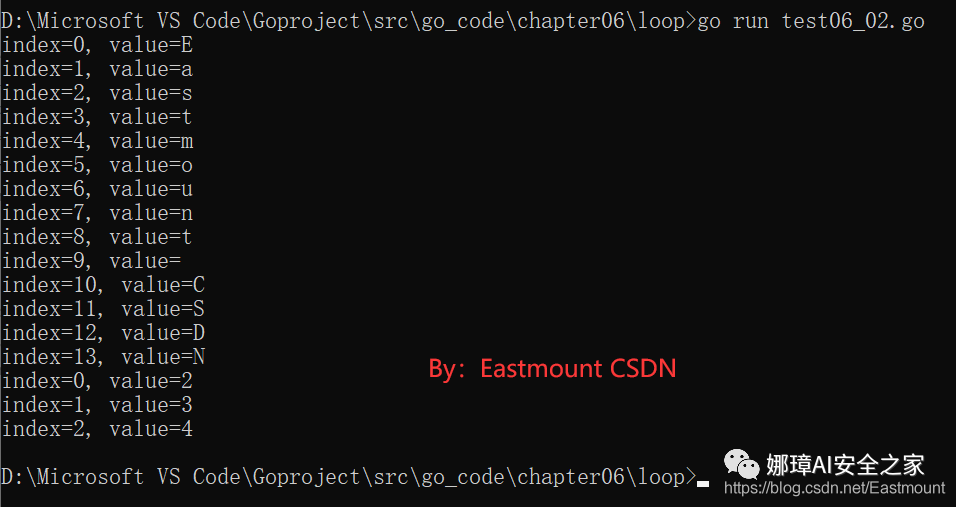 D:\Microsoft VS Code\Goproject\src\go_code\chapter06\loop>go run test06_02.go
index=0, value=E
index=1, value=a
index=2, value=s
index=3, value=t
index=4, value=m
index=5, value=o
index=6, value=u
index=7, value=n
index=8, value=t
index=9, value=
index=10, value=C
index=11, value=S
index=12, value=D
index=13, value=N
By：Eastmount CSDN
index=0, value=2
index=1, value=3
index=2, value=4
D:\Microsoft VS Code\Goproject\src\go_code\chapter06\loop>_
娜璋AI安全之家
https://blog.csdn.net/Eastmount